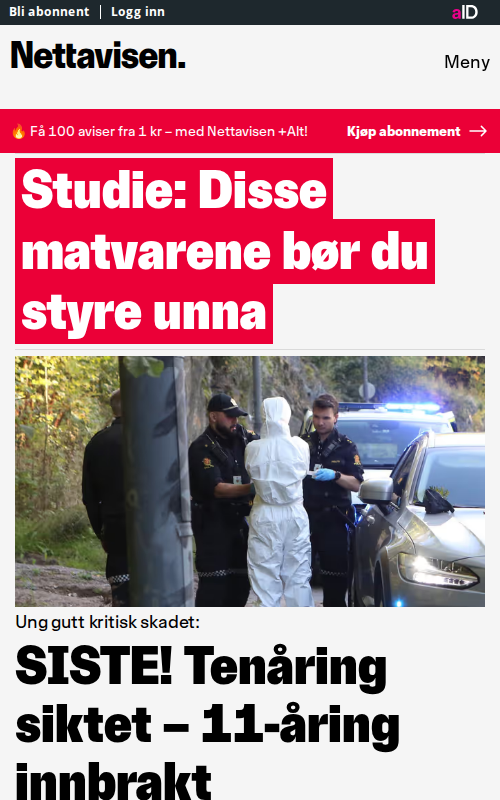 Bli abonnent | Logg inn
aID
Nettavisen.
Meny
🔥 Få 100 aviser fra 1 kr – med Nettavisen +Alt!
Kjøp abonnement →
Studie: Disse
matvarene bør du
styre unna
Ung gutt kritisk skadet:
SISTE! Tenåring
siktet – 11-åring
innbrakt